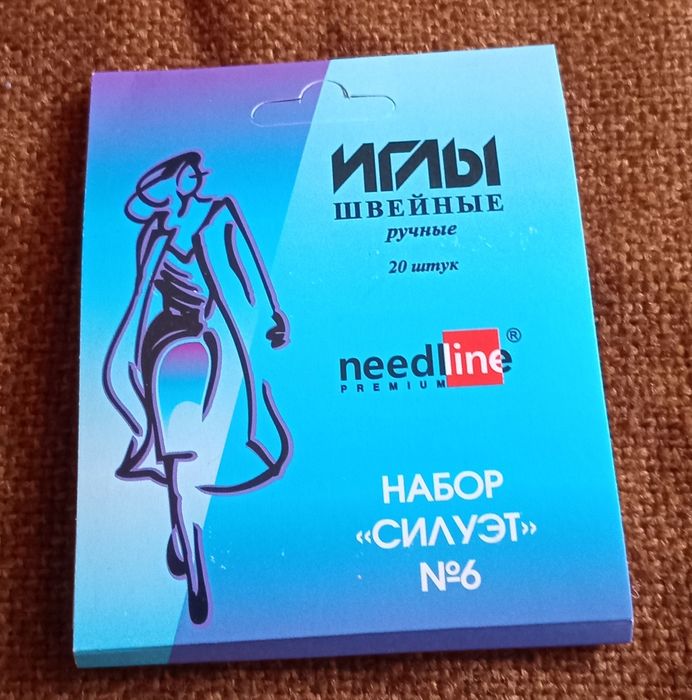 ИГЛЫ
ШВЕЙНЫЕ
ручные
20 штук
needline®
PREMIUM
НАБОР
«СИЛУЭТ»
№6